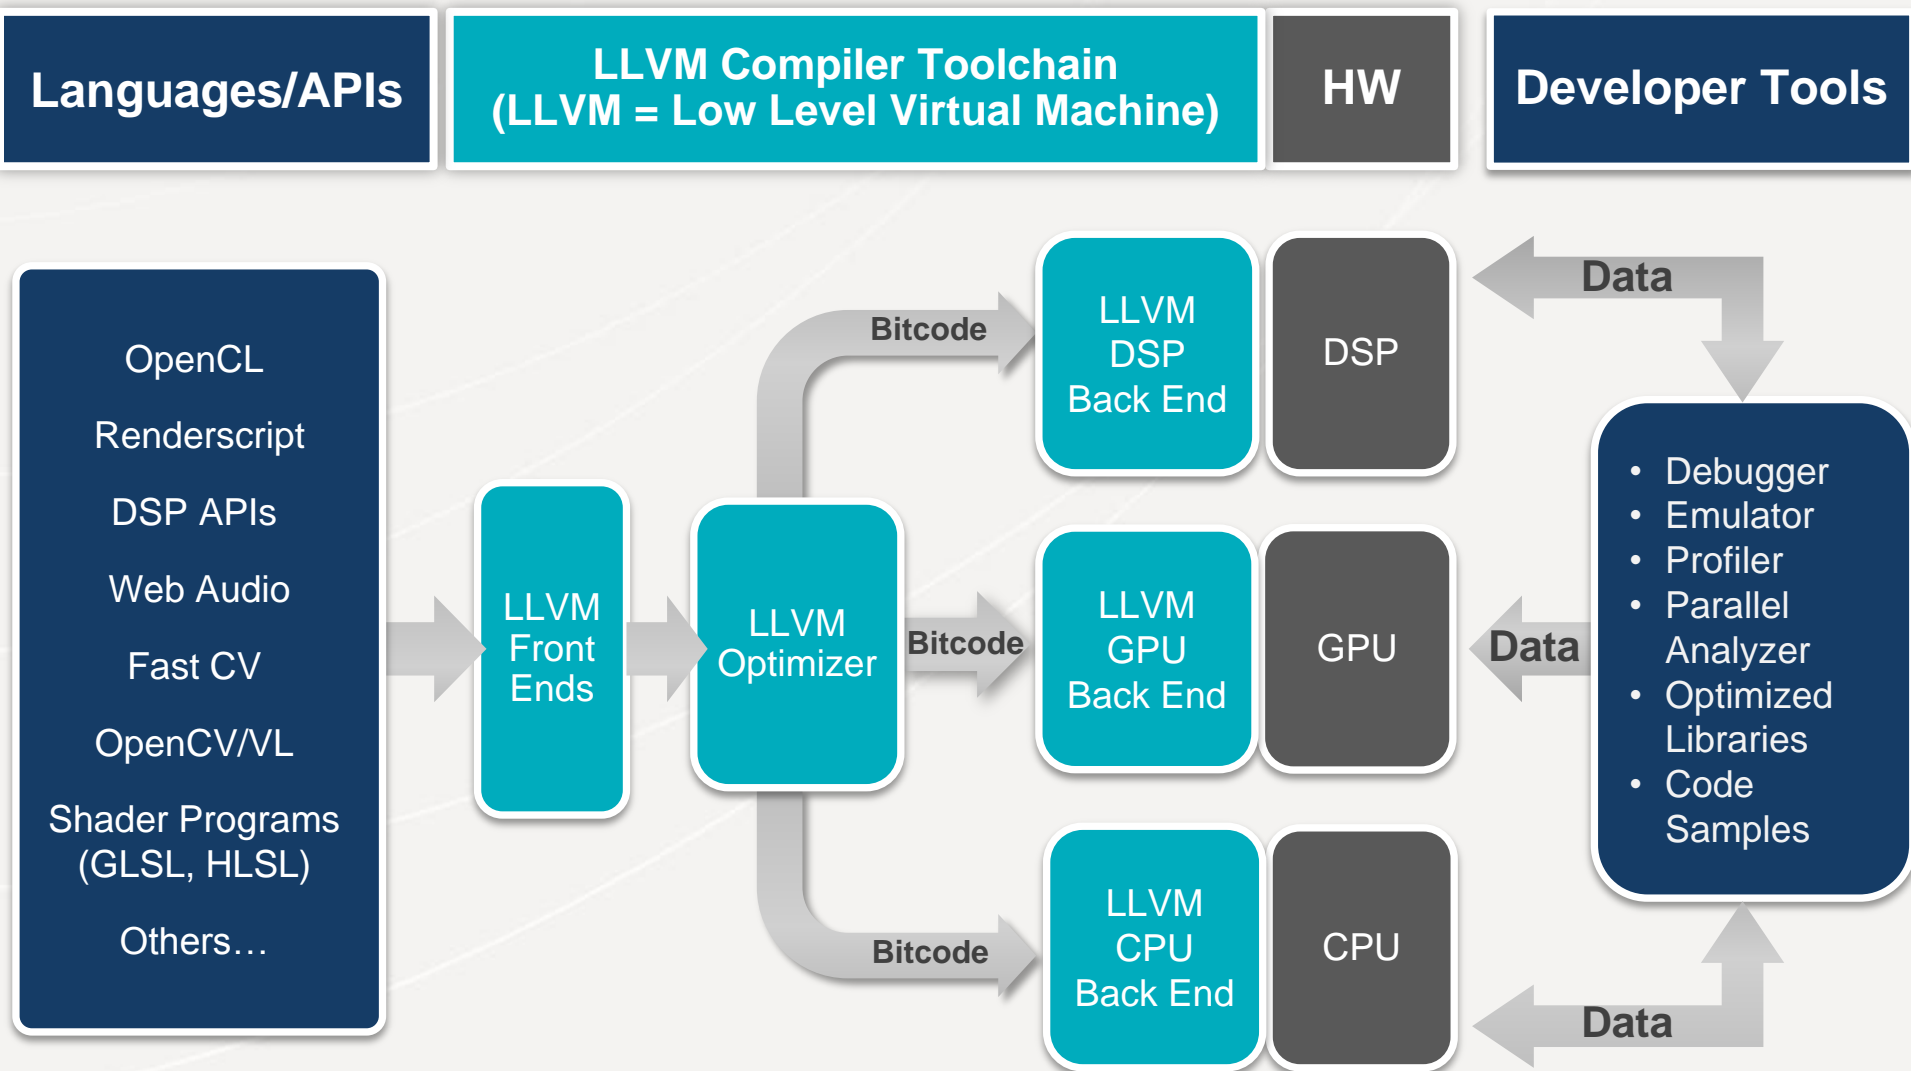 Languages/APIs
LLVM Compiler Toolchain
(LLVM = Low Level Virtual Machine)
HW
Developer Tools
OpenCL
Renderscript
DSP APIs
Web Audio
Fast CV
OpenCV/VL
Shader Programs
(GLSL, HLSL)
Others…
LLVM
Front
Ends
LLVM
Optimizer
Bitcode
LLVM
DSP
Back End
DSP
Bitcode
LLVM
GPU
Back End
GPU
Bitcode
LLVM
CPU
Back End
CPU
Data
Data
Data
• Debugger
• Emulator
• Profiler
• Parallel
Analyzer
• Optimized
Libraries
• Code
Samples